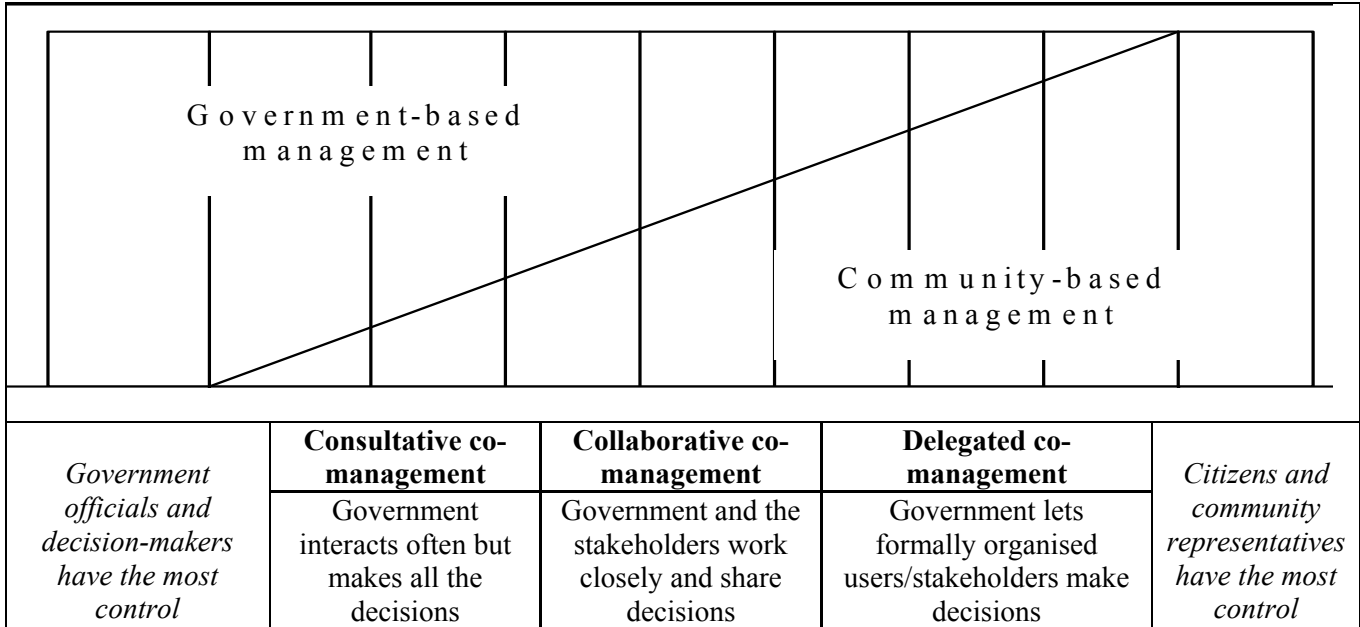 Government-based
management
Community-based
management
Government
officials and
decision-makers
have the most
control
Consultative co-
management
Government
interacts often but
makes all the
decisions
Collaborative co-
management
Government and the
stakeholders work
closely and share
decisions
Delegated co-
management
Government lets
formally organised
users/stakeholders make
decisions
Citizens and
community
representatives
have the most
control